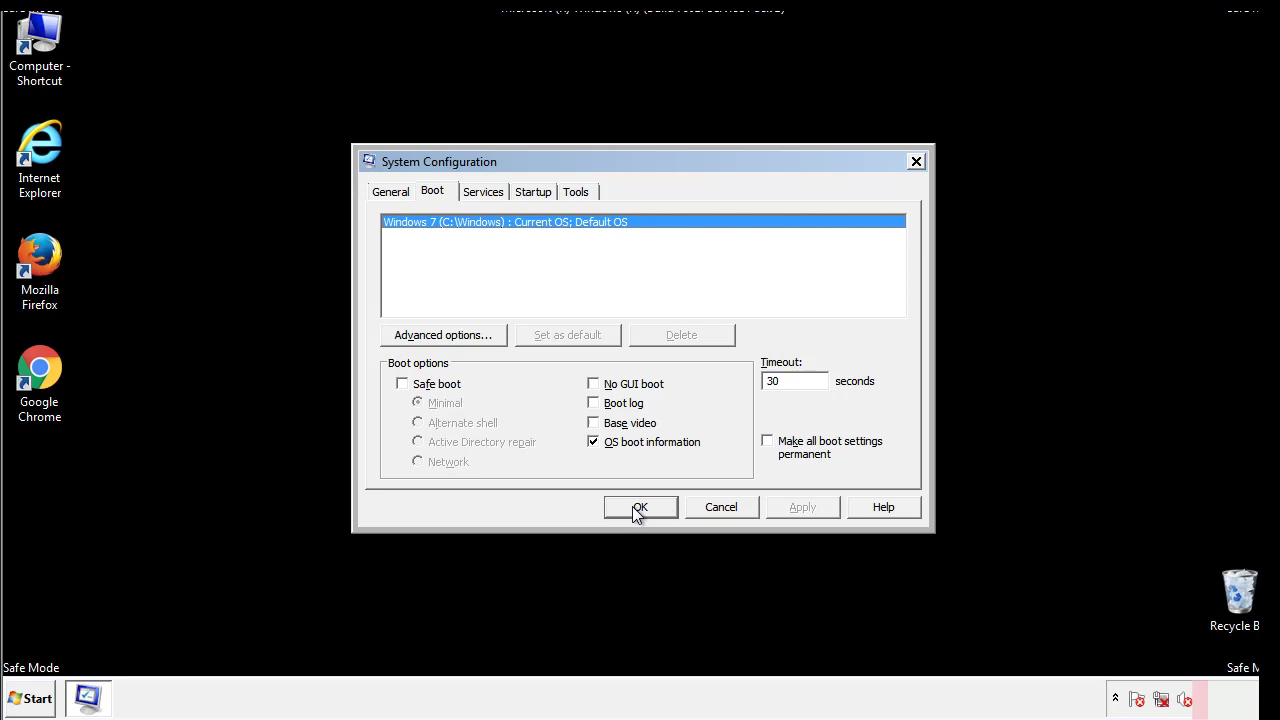 Computer -
Shortcut
Internet
Explorer
Mozilla
Firefox
Google
Chrome
System Configuration
General
Boot
Services
Startup
Tools
Windows 7 (C:\Windows) : Current OS; Default OS
Advanced options...
Set as default
Delete
Boot options
Safe boot
Minimal
Alternate shell
Active Directory repair
Network
No GUI boot
Boot log
Base video
OS boot information
Timeout:
30 seconds
Make all boot settings
permanent
OK
Cancel
Apply
Help
Recycle B
Safe Mode
Safe M
Start